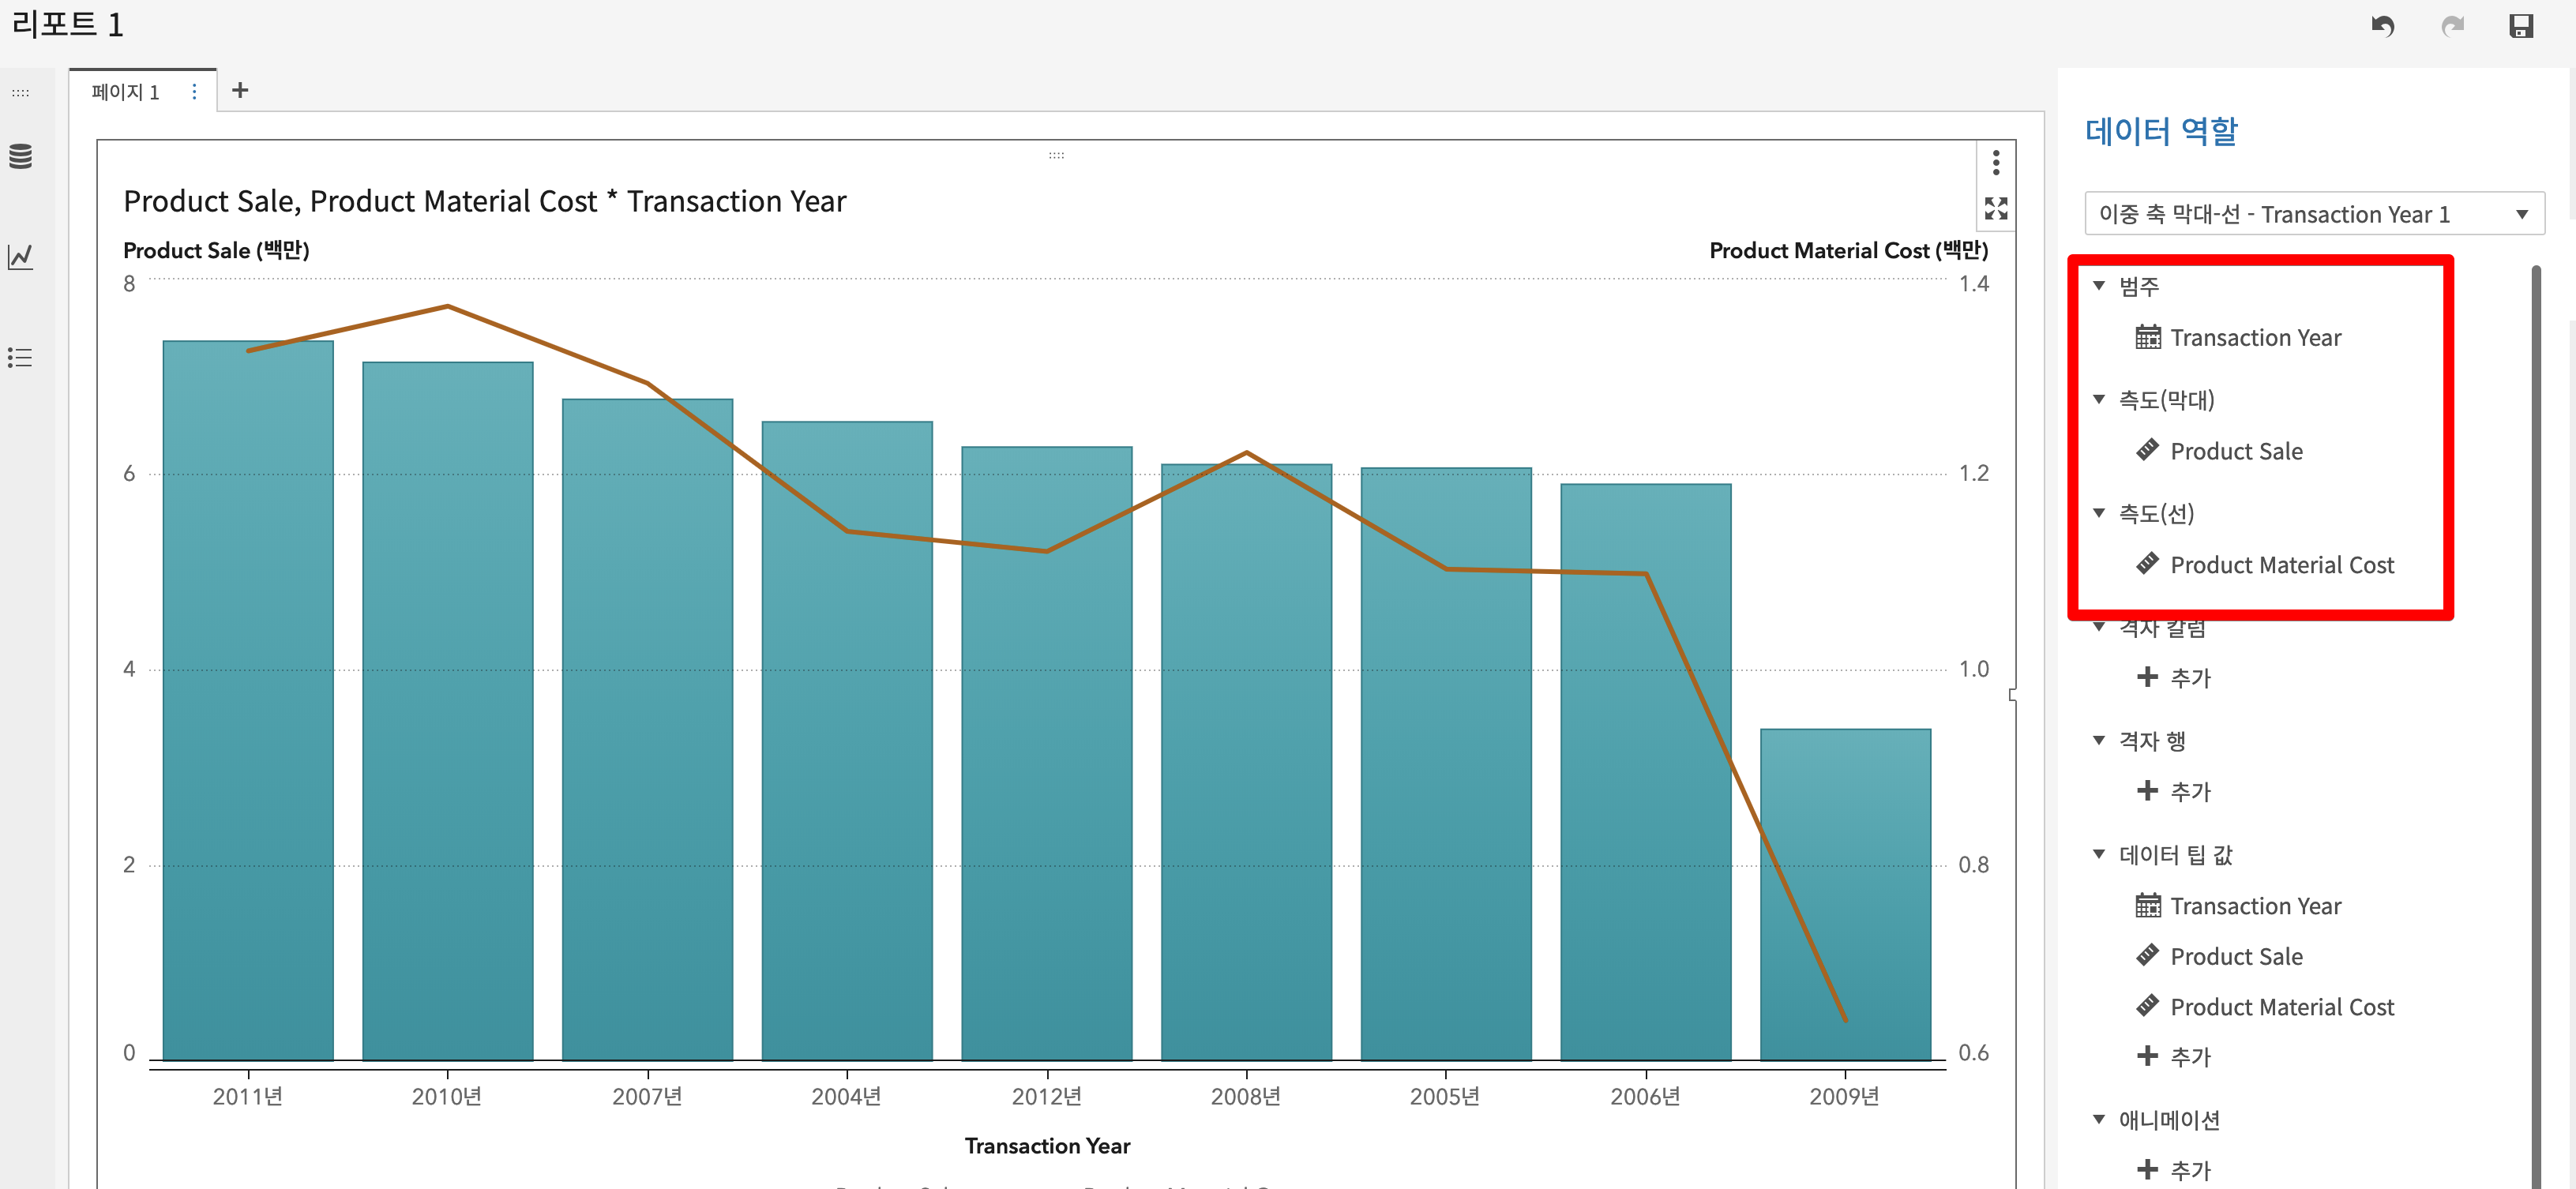 리포트 1
페이지 1
Product Sale, Product Material Cost * Transaction Year
Product Sale (백만)
Product Material Cost (백만)
8
6
4
2
0
1.4
1.2
1.0
0.8
0.6
2011년
2010년
2007년
2004년
2012년
2008년
2005년
2006년
2009년
Transaction Year
데이터 역할
이중 축 막대-선 - Transaction Year 1
범주
Transaction Year
측도(막대)
Product Sale
측도(선)
Product Material Cost
격자 칼럼
추가
격자 행
추가
데이터 팁 값
Transaction Year
Product Sale
Product Material Cost
추가
애니메이션
추가